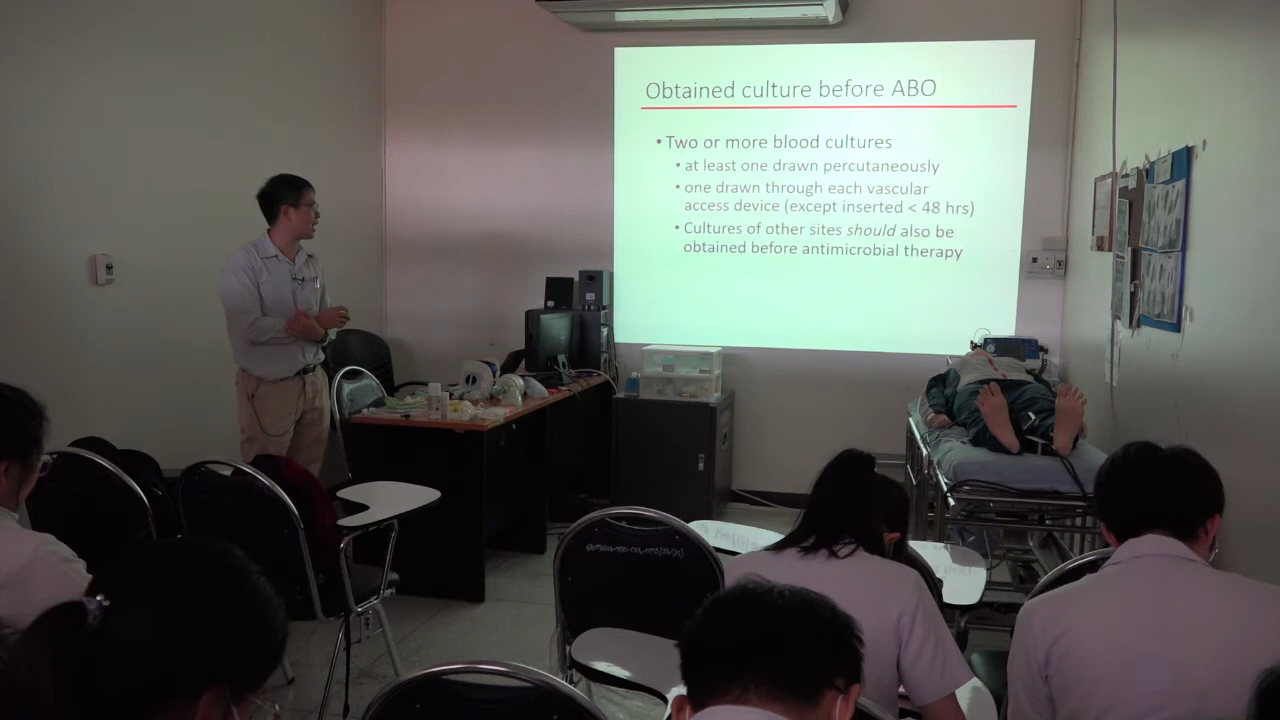 Obtained culture before ABO
• Two or more blood cultures
• at least one drawn percutaneously
• one drawn through each vascular
access device (except inserted < 48 hrs)
• Cultures of other sites should also be
obtained before antimicrobial therapy